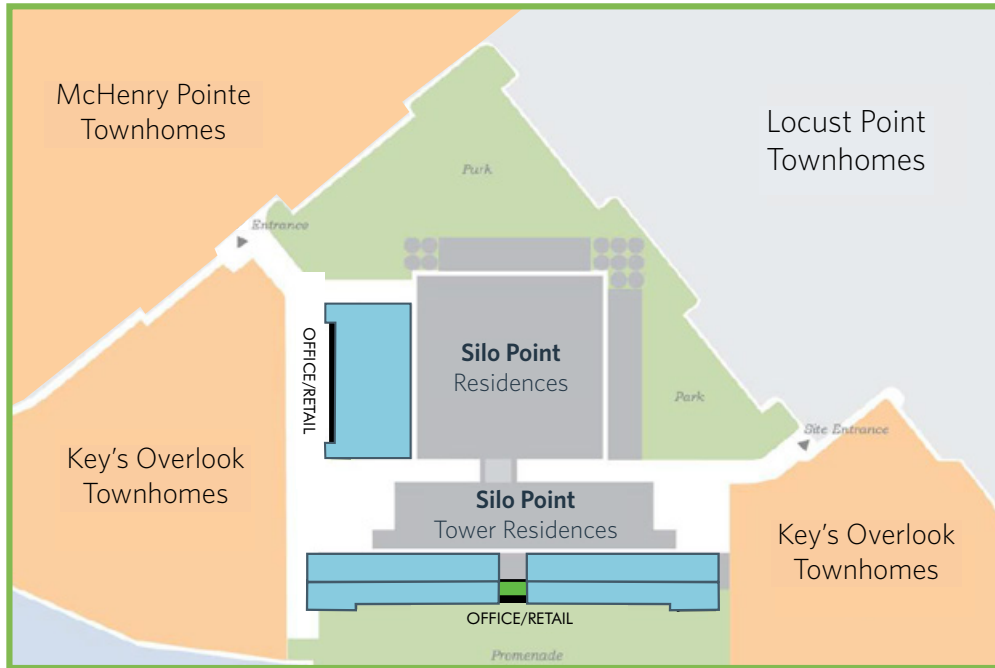 McHenry Pointe
Townhomes
Locust Point
Townhomes
Park
Entrance
OFFICE/RETAIL
Silo Point
Residences
Park
Site Entrance
Key's Overlook
Townhomes
Silo Point
Tower Residences
Key's Overlook
Townhomes
OFFICE/RETAIL
Promenade